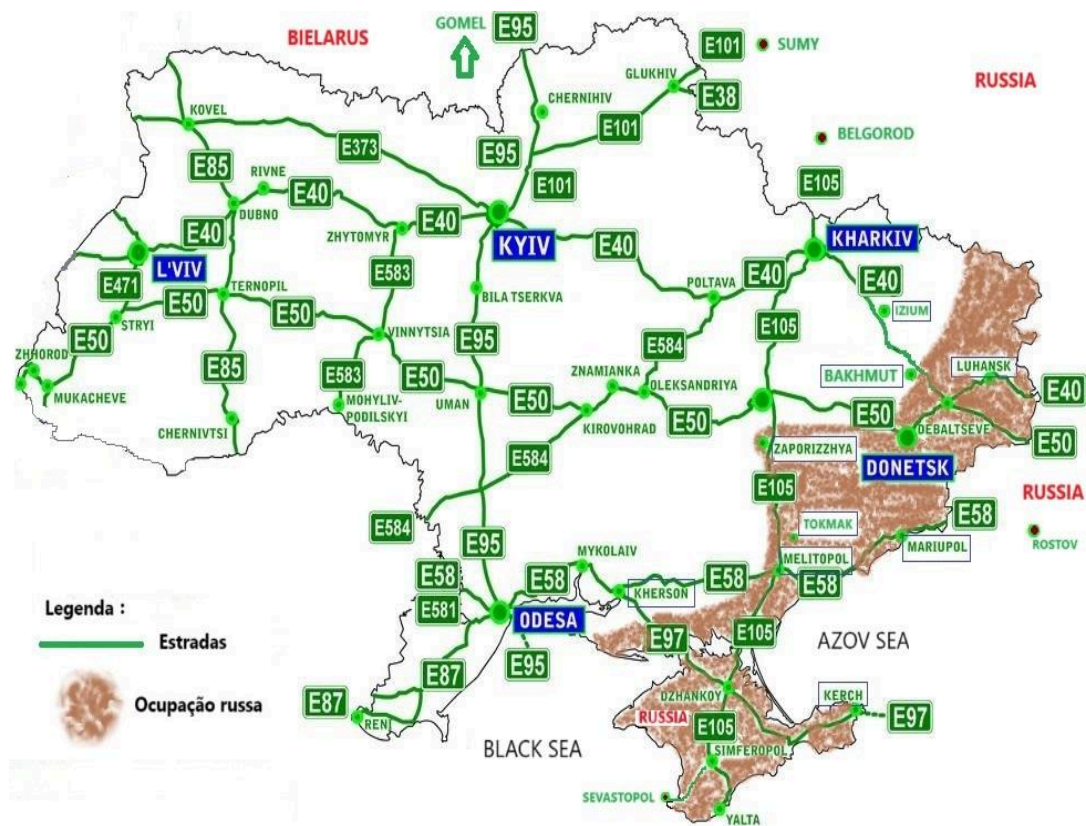 GOMEL
E95
BIELARUS
E101
SUMY
GLUKHIV
RUSSIA
E38
KOVEL
CHERNIHIV
E101
BELGOROD
E373
E95
E85
RIVNE
E105
E101
E40
DUBNO
E40
E40
ZHYTOMYR
KYIV
KHARKIV
E40
L'VIV
E40
E40
E583
E471
TERNOPIL
BILA TSERKVA
POLTAVA
E50
IZIUM
STRYI
E50
VINNYTSIA
E105
E50
E95
E584
ZHHOROD
LUHANSK
E85
E583
E50
ZNAMIANKA
OLEKSANDRIYA
BAKHMUT
MUKACHEVE
UMAN
E50
E40
MOHYLIV-
PODILSKYI
E50
E50
CHERNIVTSI
KIROVOHRAD
DEBALTSEVE
E50
ZAPORIZZHYA
E584
DONETSK
E105
RUSSIA
E584
TOKMAK
E58
E95
MARIUPOL
ROSTOV
MYKOLAIV
MELITOPOL
E58
E58
E58
E58
KHERSON
Legenda :
E581
ODESA
Estradas
E97
E105
AZOV SEA
E95
E87
Ocupação russa
E87
DZHANKOY
KERCH
REN
RUSSIA
E105
E97
BLACK SEA
SIMFEROPOL
SEVASTOPOL
YALTA